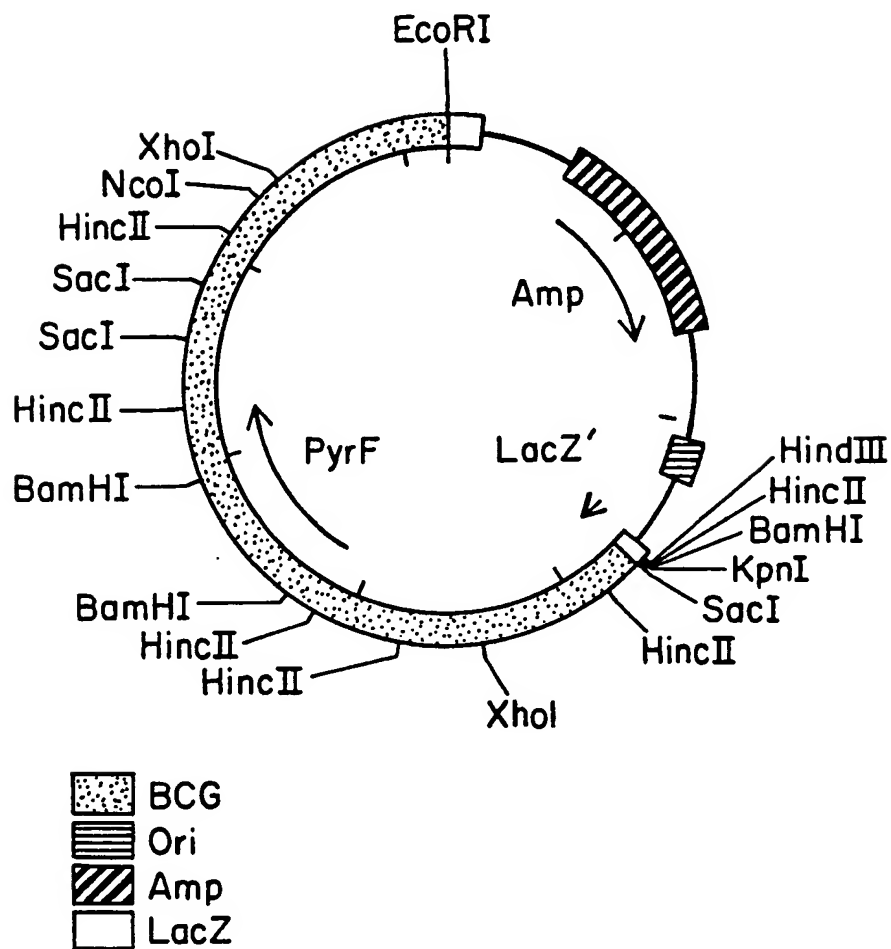 EcoRI
XhoI
NcoI
HincII
SacI
SacI
HincII
BamHI
BamHI
HincII
HincII
XhoI
HincII
SacI
KpnI
BamHI
HincII
HindIII
Amp
PyrF
LacZ′
BCG
Ori
Amp
LacZ